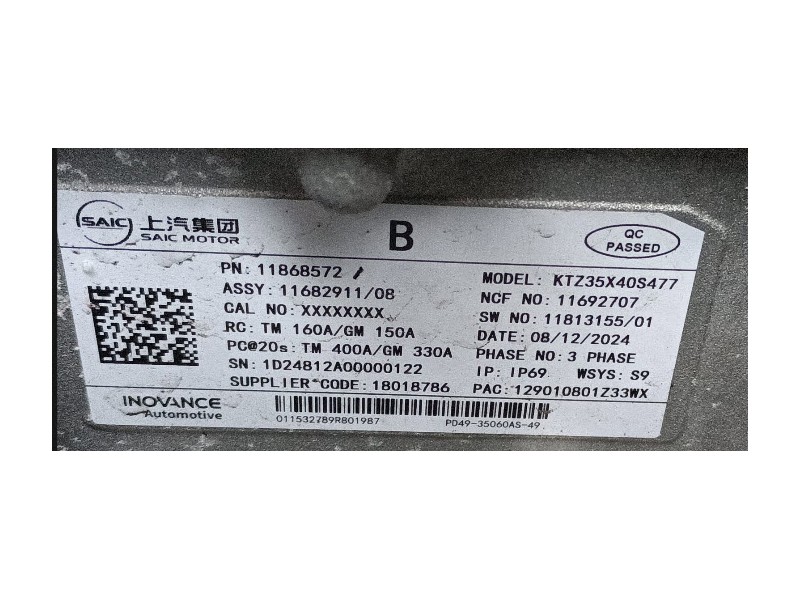 SAIC 上汽集团
SAIC MOTOR
B
QC
PASSED
PN: 11868572
ASSY: 11682911/08
CAL NO: XXXXXXXX
RC: TM 160A/GM 150A
PC@20s: TM 400A/GM 330A
SN: 1D24812A00000122
SUPPLIER CODE: 18018786
MODEL: KTZ35X40S477
NCF NO: 11692707
SW NO: 11813155/01
DATE: 08/12/2024
PHASE NO: 3 PHASE
IP: IP69 WSYS: S9
PAC: 129010801Z33WX
INOVANCE
Automotive
011532789R801987
PD49-35060AS-49